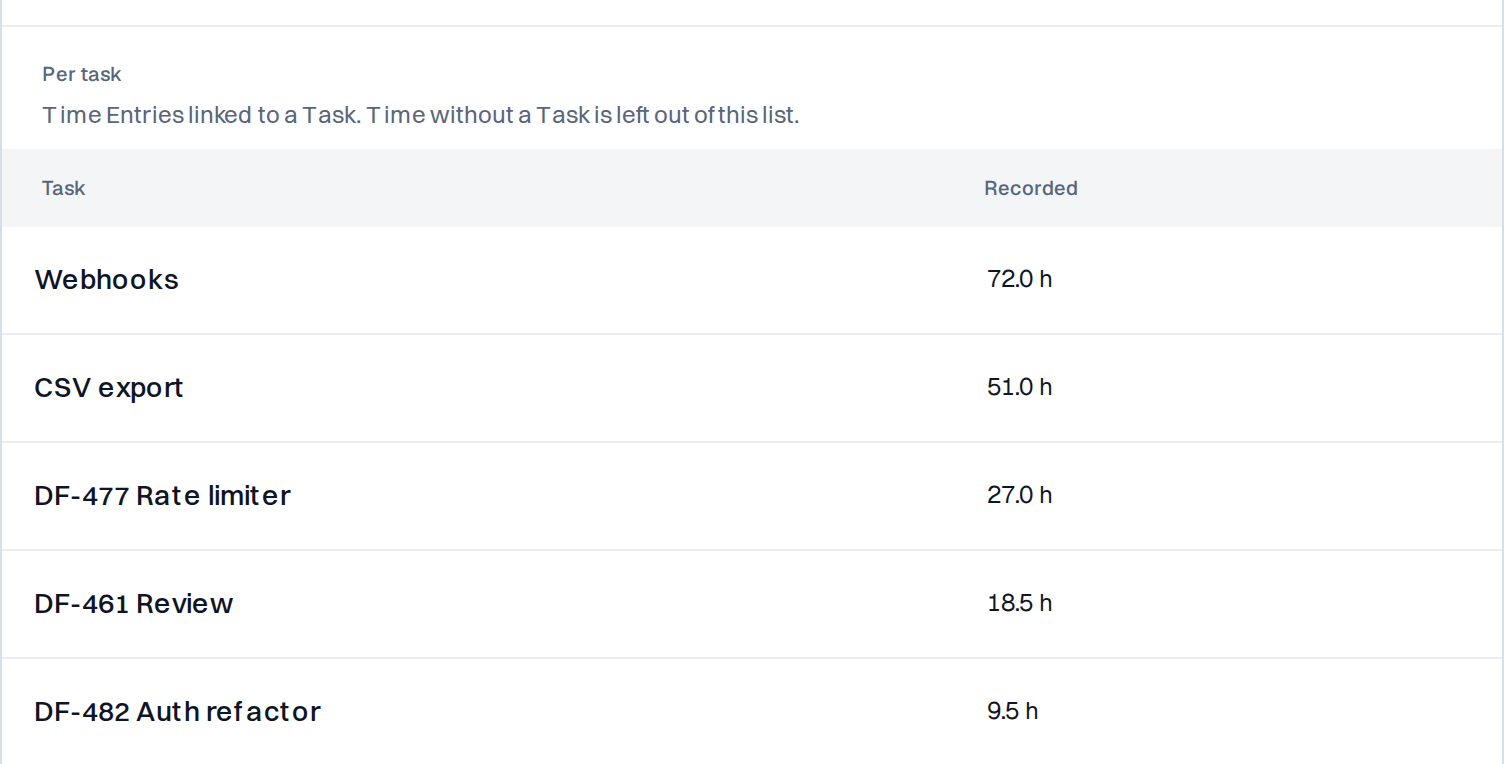 Per task
Time Entries linked to a Task. Time without a Task is left out of this list.
Task Recorded
Webhooks 72.0 h
CSV export 51.0 h
DF-477 Rate limiter 27.0 h
DF-461 Review 18.5 h
DF-482 Auth refactor 9.5 h